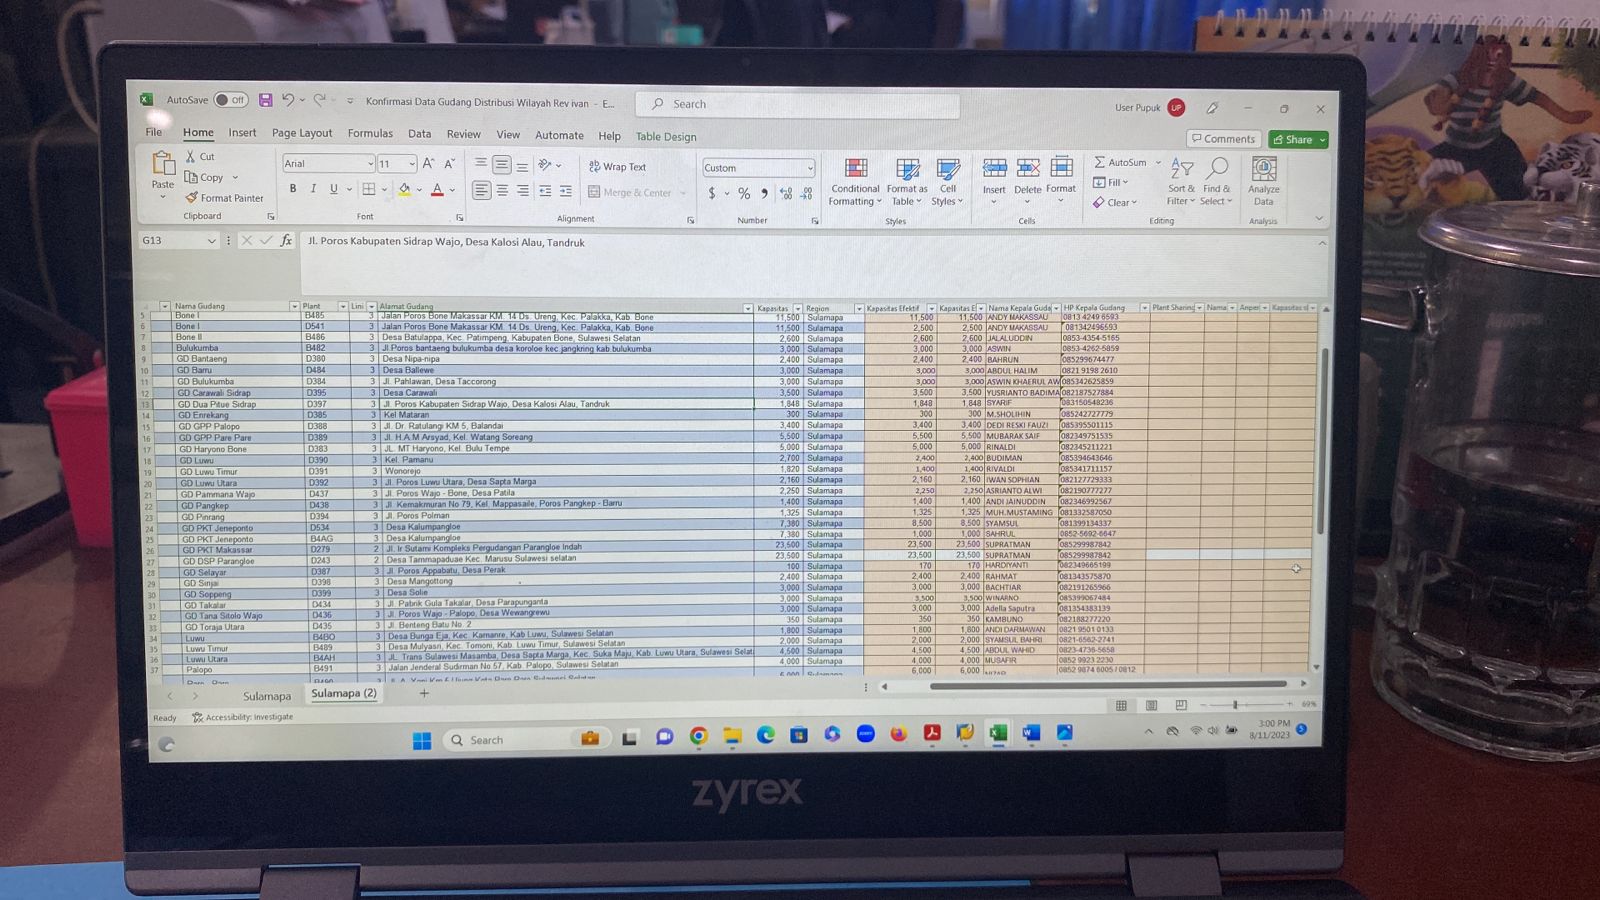 AutoSave Off Konfirmasi Data Gudang Distribusi Wilayah Rev ivan - E... Search User Pupuk UP
File Home Insert Page Layout Formulas Data Review View Automate Help Table Design Comments Share
Cut
Copy
Format Painter
Paste
Clipboard
Arial 11
B I U
Font
Wrap Text
Merge & Center
Alignment
Custom
$ % ,
Number
Conditional Formatting
Format as Table
Cell Styles
Styles
Insert Delete Format
Cells
AutoSum
Fill
Clear
Sort & Filter
Find & Select
Editing
Analyze Data
Analysis
G13 fx Jl. Poros Kabupaten Sidrap Wajo, Desa Kalosi Alau, Tandruk
Nama Gudang Plant Lini Alamat Gudang Kapasitas Region Kapasitas Efektif Kapasitas E Nama Kepala Guda HP Kepala Gudang Plant Sharing Nama Anper Kapasitas
5 Bone I B485 3 Jalan Poros Bone Makassar KM. 14 Ds. Ureng, Kec. Palakka, Kab. Bone 11,500 Sulamapa 11,500 11,500 ANDY MAKASSAU 0813 4249 6593
6 Bone I D541 3 Jalan Poros Bone Makassar KM. 14 Ds. Ureng, Kec. Palakka, Kab. Bone 11,500 Sulamapa 2,500 2,500 ANDY MAKASSAU 081342496593
7 Bone II B486 3 Desa Batulappa, Kec. Patimpeng, Kabupaten Bone, Sulawesi Selatan 2,600 Sulamapa 2,600 2,600 JALALUDDIN 0853-4354-5165
8 Bulukumba B482 3 Jl Poros bantaeng bulukumba desa koroloe kec jangkring kab bulukumba 3,000 Sulamapa 3,000 3,000 ASWIN 0853-4262-5859
9 GD Bantaeng D380 3 Desa Nipa-nipa 2,400 Sulamapa 2,400 2,400 BAHRUN 085299674477
10 GD Barru D484 3 Desa Ballewe 3,000 Sulamapa 3,000 3,000 ABDUL HALIM 0821 9198 2610
11 GD Bulukumba D384 3 Jl. Pahlawan, Desa Taccorong 3,000 Sulamapa 3,000 3,000 ASWIN KHAERUL AW 085342625859
12 GD Carawali Sidrap D395 3 Desa Carawali 3,500 Sulamapa 3,500 3,500 YUSRIANTO BADIMA 082187527884
13 GD Dua Pitue Sidrap D397 3 Jl. Poros Kabupaten Sidrap Wajo, Desa Kalosi Alau, Tandruk 1,848 Sulamapa 1,848 1,848 SYARIF 083150548236
14 GD Enrekang D385 3 Kel Mataran 300 Sulamapa 300 300 M.SHOLIHIN 085242727779
15 GD GPP Palopo D388 3 Jl. Dr. Ratulangi KM 5, Balandai 3,400 Sulamapa 3,400 3,400 DEDI RESKI FAUZI 085395501115
16 GD GPP Pare Pare D389 3 Jl. H.A.M Arsyad, Kel. Watang Soreang 5,500 Sulamapa 5,500 5,500 MUBARAK SAIF 082349751535
17 GD Haryono Bone D383 3 JL. MT Haryono, Kel. Bulu Tempe 5,000 Sulamapa 5,000 5,000 RINALDI 082345211221
18 GD Luwu D390 3 Kel. Pamanu 2,700 Sulamapa 2,400 2,400 BUDIMAN 085394643646
19 GD Luwu Timur D391 3 Wonorejo 1,820 Sulamapa 1,400 1,400 RIVALDI 085341711157
20 GD Luwu Utara D392 3 Jl. Poros Luwu Utara, Desa Sapta Marga 2,160 Sulamapa 2,160 2,160 IWAN SOPHIAN 082127729333
21 GD Pammana Wajo D437 3 Jl. Poros Wajo - Bone, Desa Patila 2,250 Sulamapa 2,250 2,250 ASRIANTO ALWI 082190777277
22 GD Pangkep D438 3 Jl Kemakmuran No 79, Kel, Mappasaile, Poros Pangkep - Barru 1,400 Sulamapa 1,400 1,400 ANDI JAINUDDIN 082346992567
23 GD Pinrang D394 3 Jl. Poros Polman 1,325 Sulamapa 1,325 1,325 MUH.MUSTAMING 081332587050
24 GD PKT Jeneponto D534 3 Desa Kalumpangloe 7,380 Sulamapa 8,500 8,500 SYAMSUL 081399134337
25 GD PKT Jeneponto B4AG 3 Desa Kalumpangloe 7,380 Sulamapa 1,000 1,000 SAHRUL 0852-5692-6647
26 GD PKT Makassar D279 2 Jl. Ir Sutami Kompleks Pergudangan Parangloe Indah 23,500 Sulamapa 23,500 23,500 SUPRATMAN 085299987842
27 GD DSP Parangloe D243 2 Desa Tammapaduae Kec. Marusu Sulawesi selatan 23,500 Sulamapa 23,500 23,500 SUPRATMAN 085299987842
28 GD Selayar D387 3 Jl. Poros Appabatu, Desa Perak 100 Sulamapa 170 170 HARDIYANTI 082349665199
29 GD Sinjai D398 3 Desa Mangottong 2,400 Sulamapa 2,400 2,400 RAHMAT 081343575870
30 GD Soppeng D399 3 Desa Solie 3,000 Sulamapa 3,000 3,000 BACHTIAR 082191265966
31 GD Takalar D434 3 Jl. Pabrik Gula Takalar, Desa Parapunganta 3,000 Sulamapa 3,500 3,500 WINARNO 085399067484
32 GD Tana Sitolo Wajo D436 3 Jl. Poros Wajo - Palopo, Desa Wewangrewu 3,000 Sulamapa 3,000 3,000 Adella Saputra 081354383139
33 GD Toraja Utara D435 3 Jl. Benteng Batu No. 2 350 Sulamapa 350 350 KAMBUNO 082188277220
34 Luwu B4BO 3 Desa Bunga Eja, Kec. Kamanre, Kab Luwu, Sulawesi Selatan 1,800 Sulamapa 1,800 1,800 ANDI DARMAWAN 0821 9501 0133
35 Luwu Timur B489 3 Desa Mulyasri, Kec. Tomoni, Kab Luwu Timur, Sulawesi Selatan 2,000 Sulamapa 2,000 2,000 SYAMSUL BAHRI 0821-6562-2741
36 Luwu Utara B4AH 3 JL. Trans Sulawesi Masamba, Desa Sapta Marga, Kec. Suka Maju, Kab. Luwu Utara, Sulawesi Selat 4,500 Sulamapa 4,500 4,500 ABDUL WAHID 0823-4736-5658
37 Palopo B491 3 Jalan Jenderal Sudirman No 57, Kab. Palopo, Sulawesi Selatan 4,000 Sulamapa 4,000 4,000 MUSAFIR 0852 9923 2230
6,000 6,000 0852 9874 6005 / 0812
Sulamapa Sulamapa (2) +
Ready Accessibility: Investigate 69%
Search zoom 3:00 PM
8/11/2023
zyrex